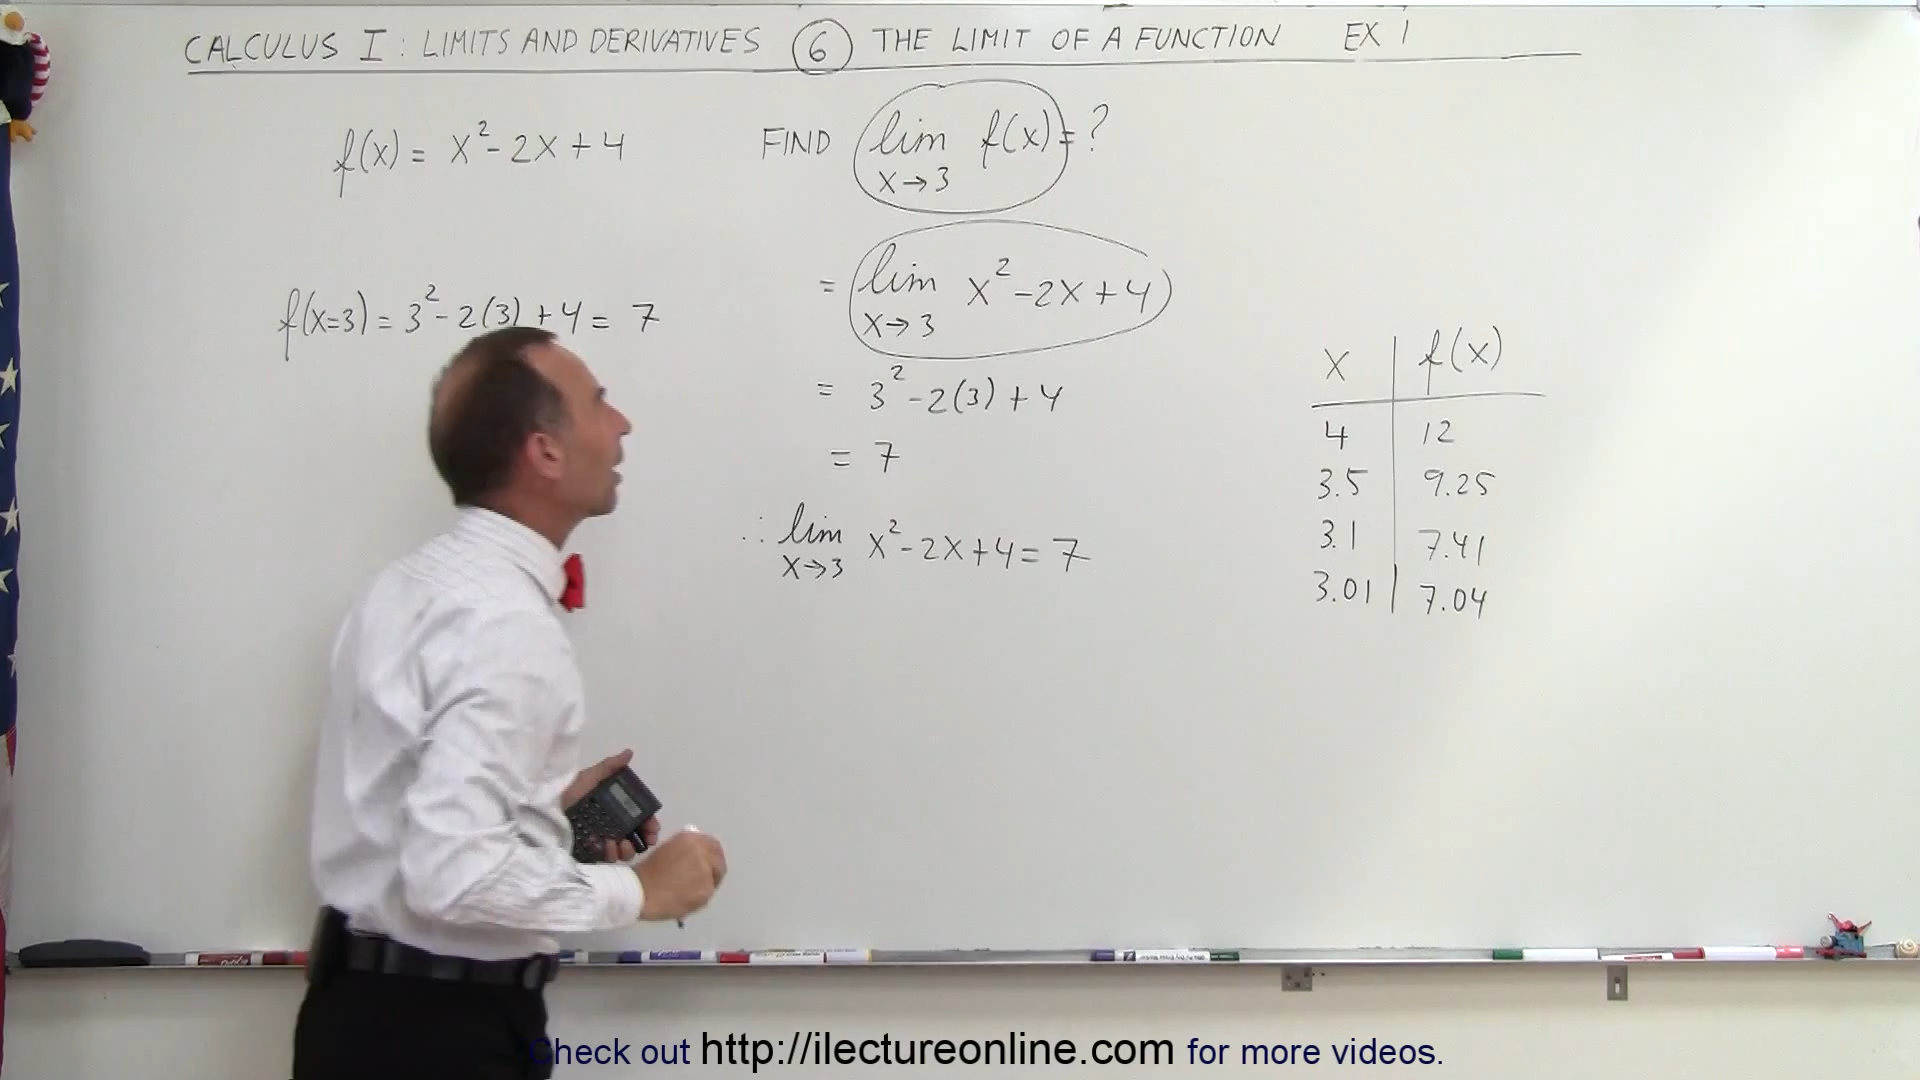 CALCULUS I : LIMITS AND DERIVATIVES ⑥ THE LIMIT OF A FUNCTION EX 1
f(x) = x² - 2x + 4
FIND lim f(x) = ?
x→3
f(x=3) = 3² - 2(3) + 4 = 7
= lim x² - 2x + 4
x→3
= 3² - 2(3) + 4
= 7
∴ lim x² - 2x + 4 = 7
x→3
x f(x)
4 12
3.5 9.25
3.1 7.41
3.01 7.04
Check out http://ilectureonline.com for more videos.